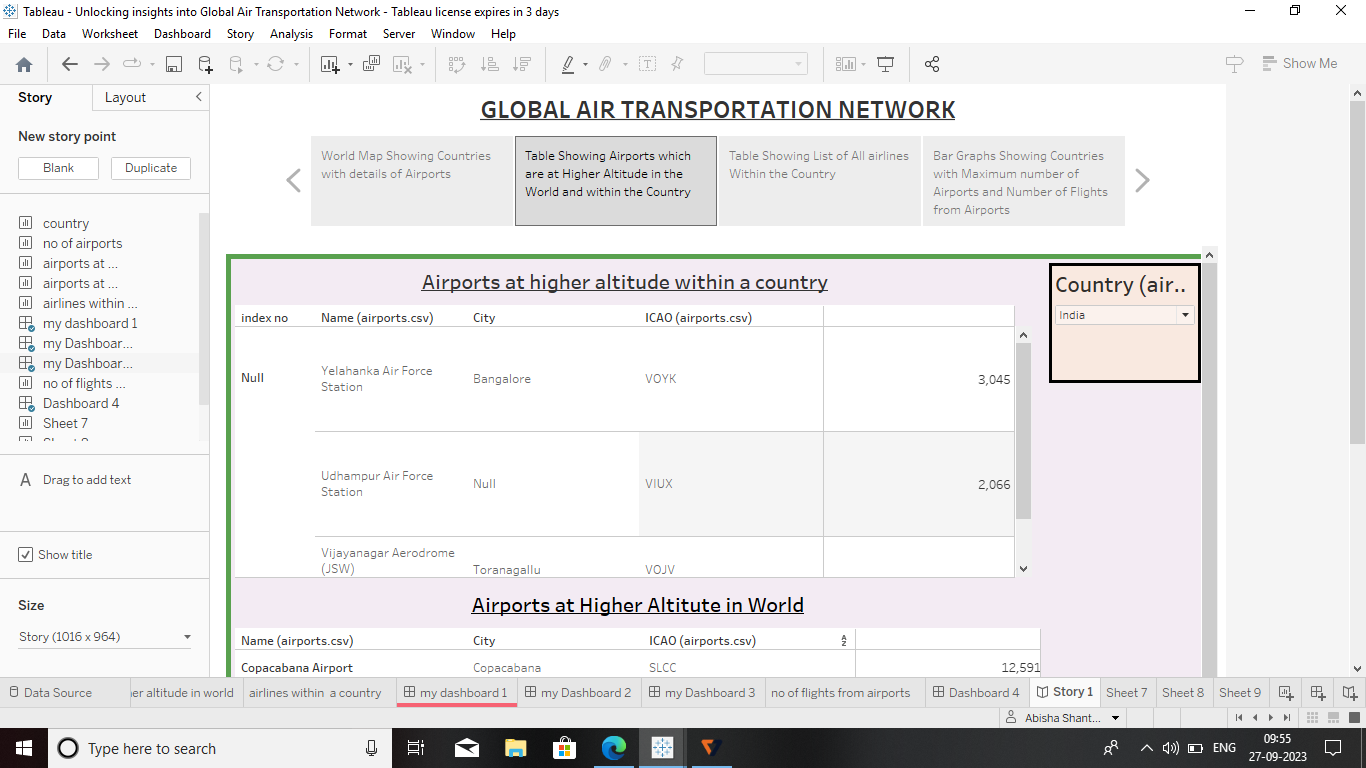 Tableau - Unlocking insights into Global Air Transportation Network - Tableau license expires in 3 days
File Data Worksheet Dashboard Story Analysis Format Server Window Help
Show Me
Story Layout
New story point
Blank Duplicate
country
no of airports
airports at ...
airports at ...
airlines within ...
my dashboard 1
my Dashboar...
my Dashboar...
no of flights ...
Dashboard 4
Sheet 7
A Drag to add text
Show title
Size
Story (1016 x 964)
GLOBAL AIR TRANSPORTATION NETWORK
World Map Showing Countries
with details of Airports
Table Showing Airports which
are at Higher Altitude in the
World and within the Country
Table Showing List of All airlines
Within the Country
Bar Graphs Showing Countries
with Maximum number of
Airports and Number of Flights
from Airports
Airports at higher altitude within a country
index no Name (airports.csv) City ICAO (airports.csv)
Null Yelahanka Air Force
Station Bangalore VOYK 3,045
Udhampur Air Force
Station Null VIUX 2,066
Vijayanagar Aerodrome
(JSW) Toranagallu VOJV
Country (air..
India
Airports at Higher Altitute in World
Name (airports.csv) City ICAO (airports.csv)
Copacabana Airport Copacabana SLCC 12,591
Data Source er altitude in world airlines within a country my dashboard 1 my Dashboard 2 my Dashboard 3 no of flights from airports Dashboard 4 Story 1 Sheet 7 Sheet 8 Sheet 9
Abisha Shant...
Type here to search
ENG
09:55
27-09-2023